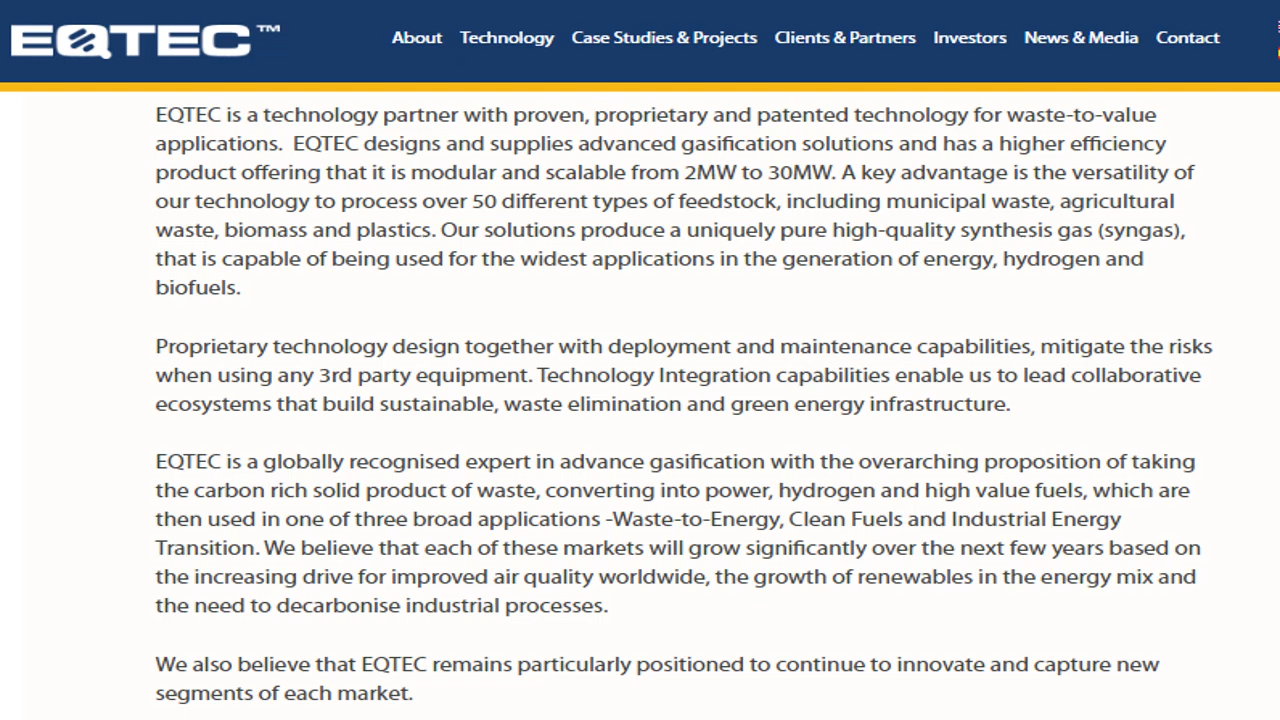 EQTEC™
About Technology Case Studies & Projects Clients & Partners Investors News & Media Contact
EQTEC is a technology partner with proven, proprietary and patented technology for waste-to-value
applications.  EQTEC designs and supplies advanced gasification solutions and has a higher efficiency
product offering that it is modular and scalable from 2MW to 30MW. A key advantage is the versatility of
our technology to process over 50 different types of feedstock, including municipal waste, agricultural
waste, biomass and plastics. Our solutions produce a uniquely pure high-quality synthesis gas (syngas),
that is capable of being used for the widest applications in the generation of energy, hydrogen and
biofuels.
Proprietary technology design together with deployment and maintenance capabilities, mitigate the risks
when using any 3rd party equipment. Technology Integration capabilities enable us to lead collaborative
ecosystems that build sustainable, waste elimination and green energy infrastructure.
EQTEC is a globally recognised expert in advance gasification with the overarching proposition of taking
the carbon rich solid product of waste, converting into power, hydrogen and high value fuels, which are
then used in one of three broad applications -Waste-to-Energy, Clean Fuels and Industrial Energy
Transition. We believe that each of these markets will grow significantly over the next few years based on
the increasing drive for improved air quality worldwide, the growth of renewables in the energy mix and
the need to decarbonise industrial processes.
We also believe that EQTEC remains particularly positioned to continue to innovate and capture new
segments of each market.